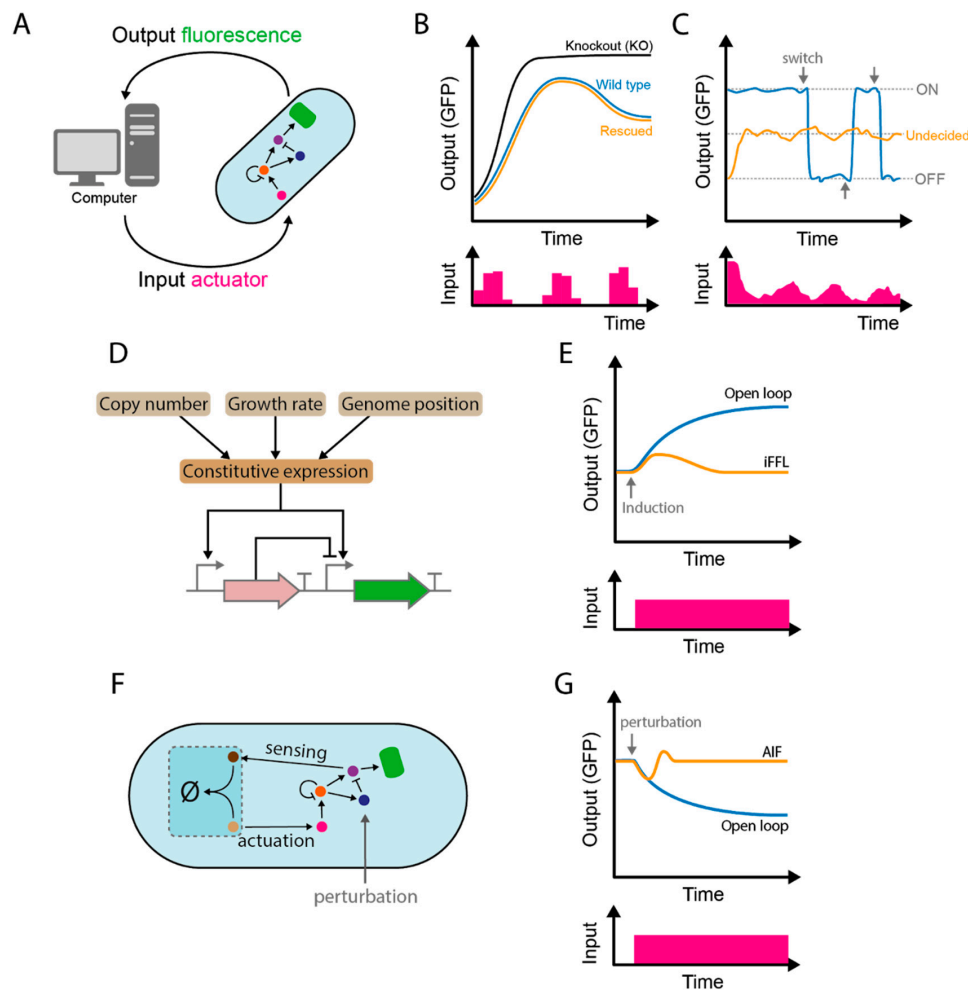 A
Output fluorescence
Computer
Input actuator
B
Output (GFP)
Knockout (KO)
Wild type
Rescued
Time
Input
Time
C
Output (GFP)
switch
ON
Undecided
OFF
Time
Input
Time
D
Copy number
Growth rate
Genome position
Constitutive expression
E
Output (GFP)
Open loop
iFFL
Induction
Time
Input
Time
F
sensing
Ø
actuation
perturbation
G
Output (GFP)
perturbation
AIF
Open loop
Time
Input
Time